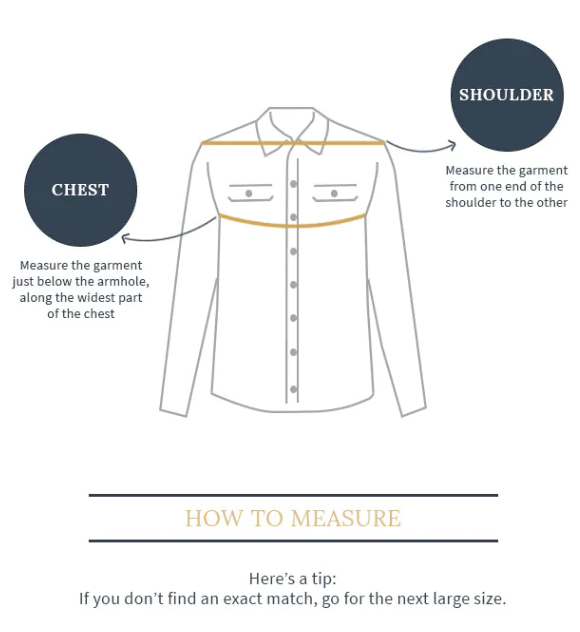 SHOULDER
Measure the garment
from one end of the
shoulder to the other
CHEST
Measure the garment
just below the armhole,
along the widest part
of the chest
HOW TO MEASURE
Here’s a tip:
If you don’t find an exact match, go for the next large size.